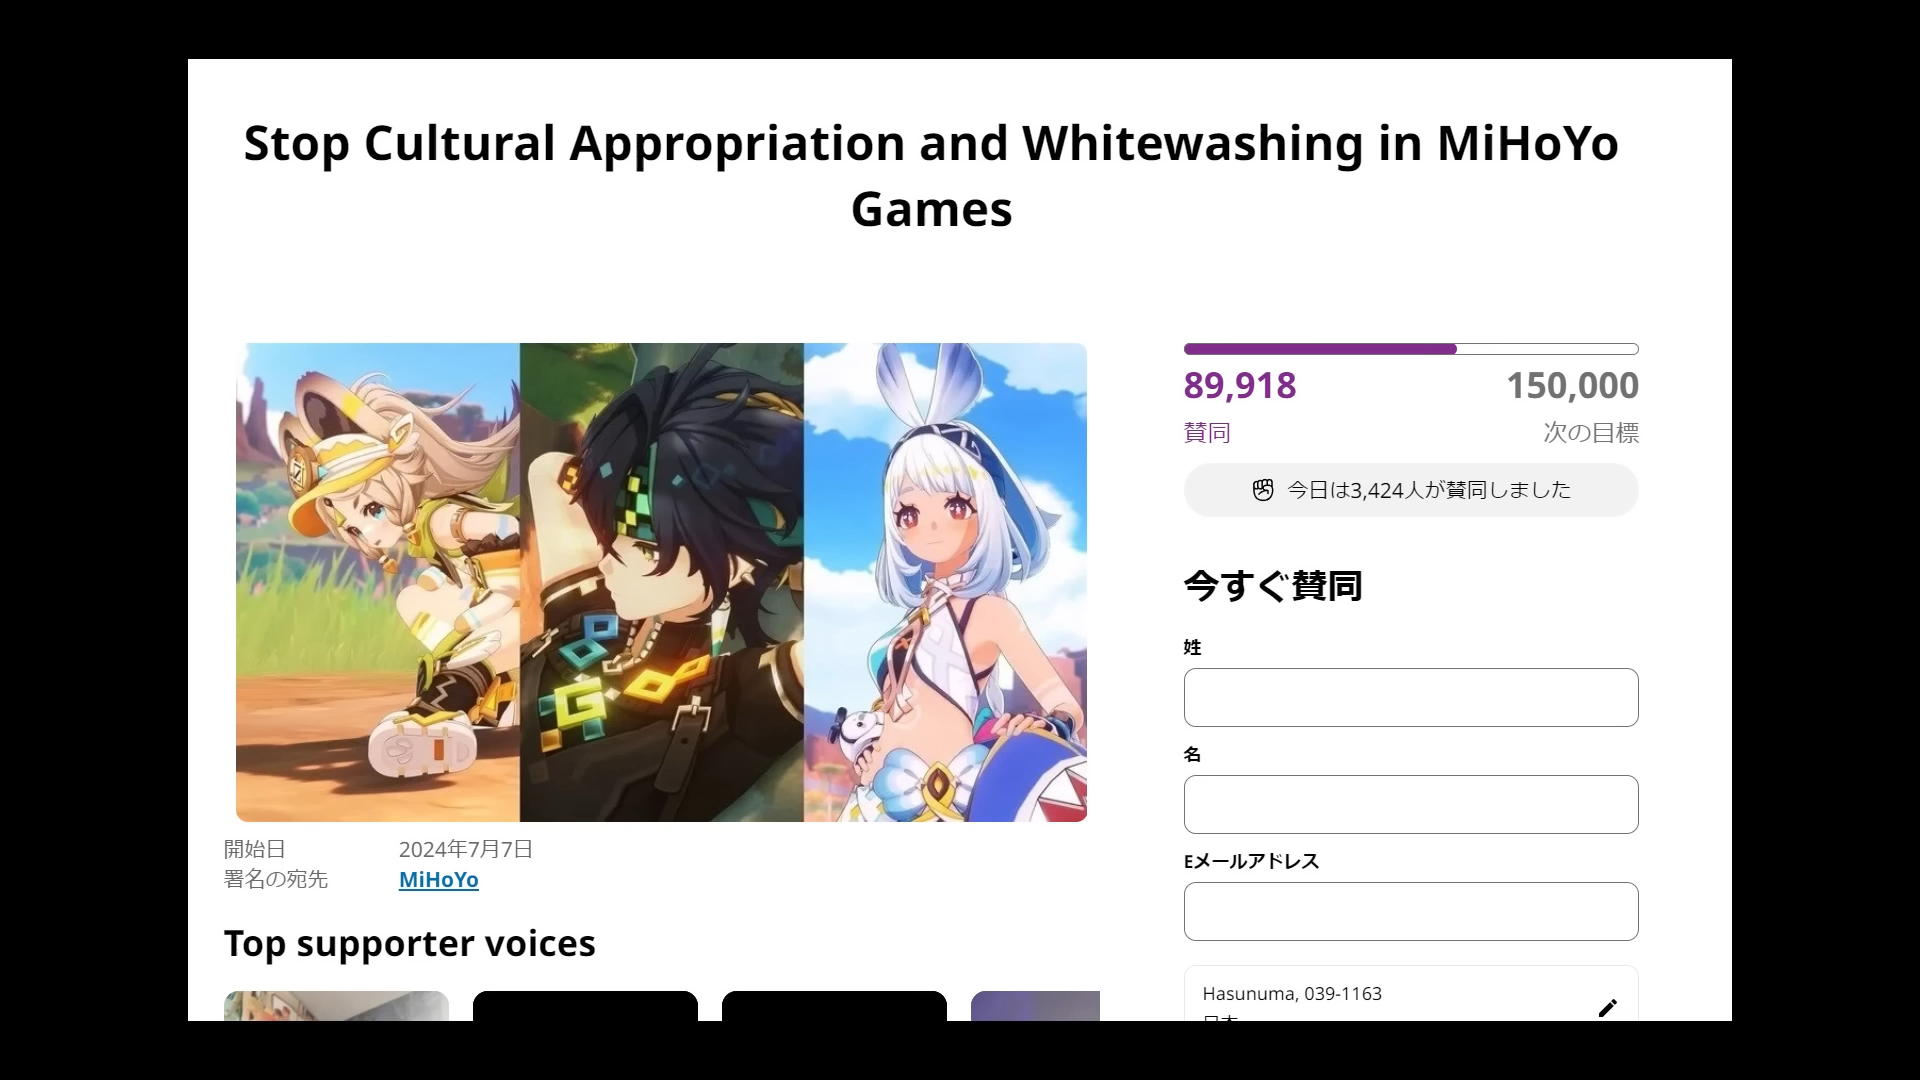 Stop Cultural Appropriation and Whitewashing in MiHoYo
Games
89,918
150,000
賛同
次の目標
今日は3,424人が賛同しました
今すぐ賛同
姓
名
Eメールアドレス
Hasunuma, 039-1163
開始日
2024年7月7日
署名の宛先
MiHoYo
Top supporter voices